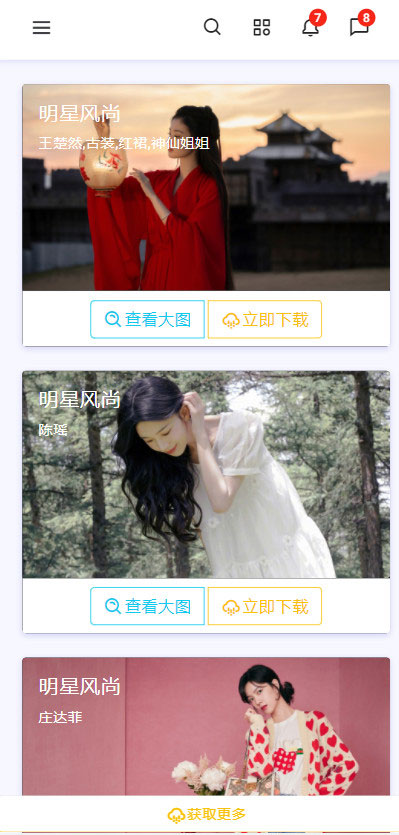 7
8
明星风尚
王楚然,古装,红裙,神仙姐姐
查看大图
立即下载
明星风尚
陈瑶
查看大图
立即下载
明星风尚
庄达菲
获取更多